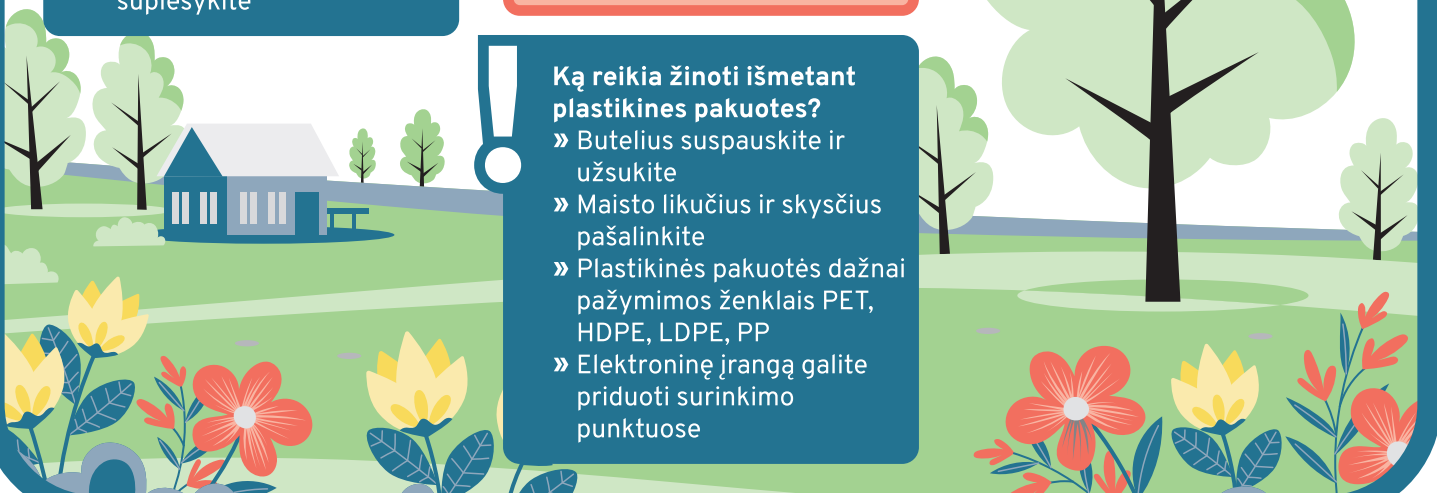 suplėšykite
Ką reikia žinoti išmetant
plastikines pakuotes?
» Butelius suspauskite ir
užsukite
» Maisto likučius ir skysčius
pašalinkite
» Plastikinės pakuotės dažnai
pažymimos ženklais PET,
HDPE, LDPE, PP
» Elektroninę įrangą galite
priduoti surinkimo
punktuose